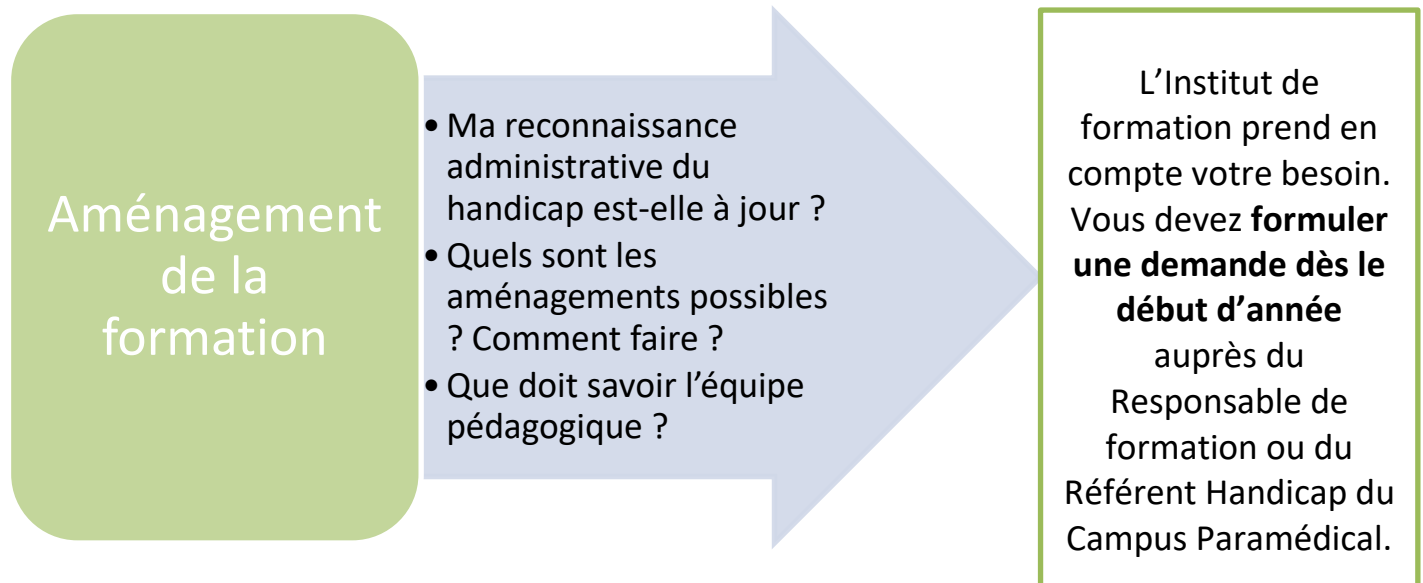 Aménagement
de la
formation
• Ma reconnaissance
administrative du
handicap est-elle à jour ?
• Quels sont les
aménagements possibles
? Comment faire ?
• Que doit savoir l’équipe
pédagogique ?
L’Institut de
formation prend en
compte votre besoin.
Vous devez formuler
une demande dès le
début d’année
auprès du
Responsable de
formation ou du
Référent Handicap du
Campus Paramédical.